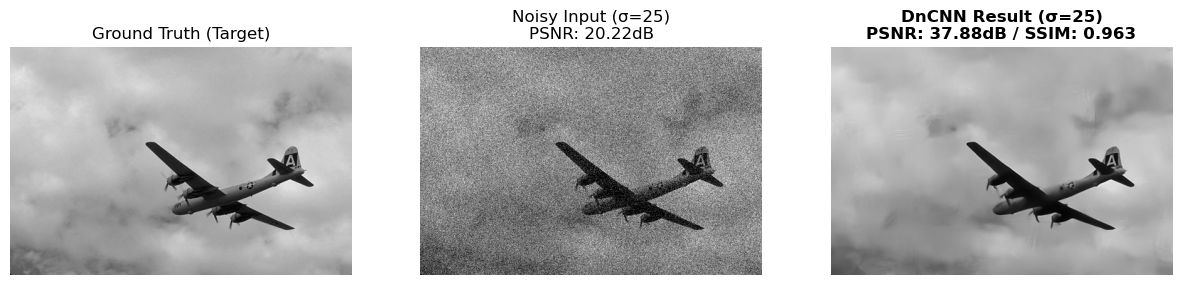 Ground Truth (Target)
Noisy Input (σ=25)
PSNR: 20.22dB
DnCNN Result (σ=25)
PSNR: 37.88dB / SSIM: 0.963
A
A
A